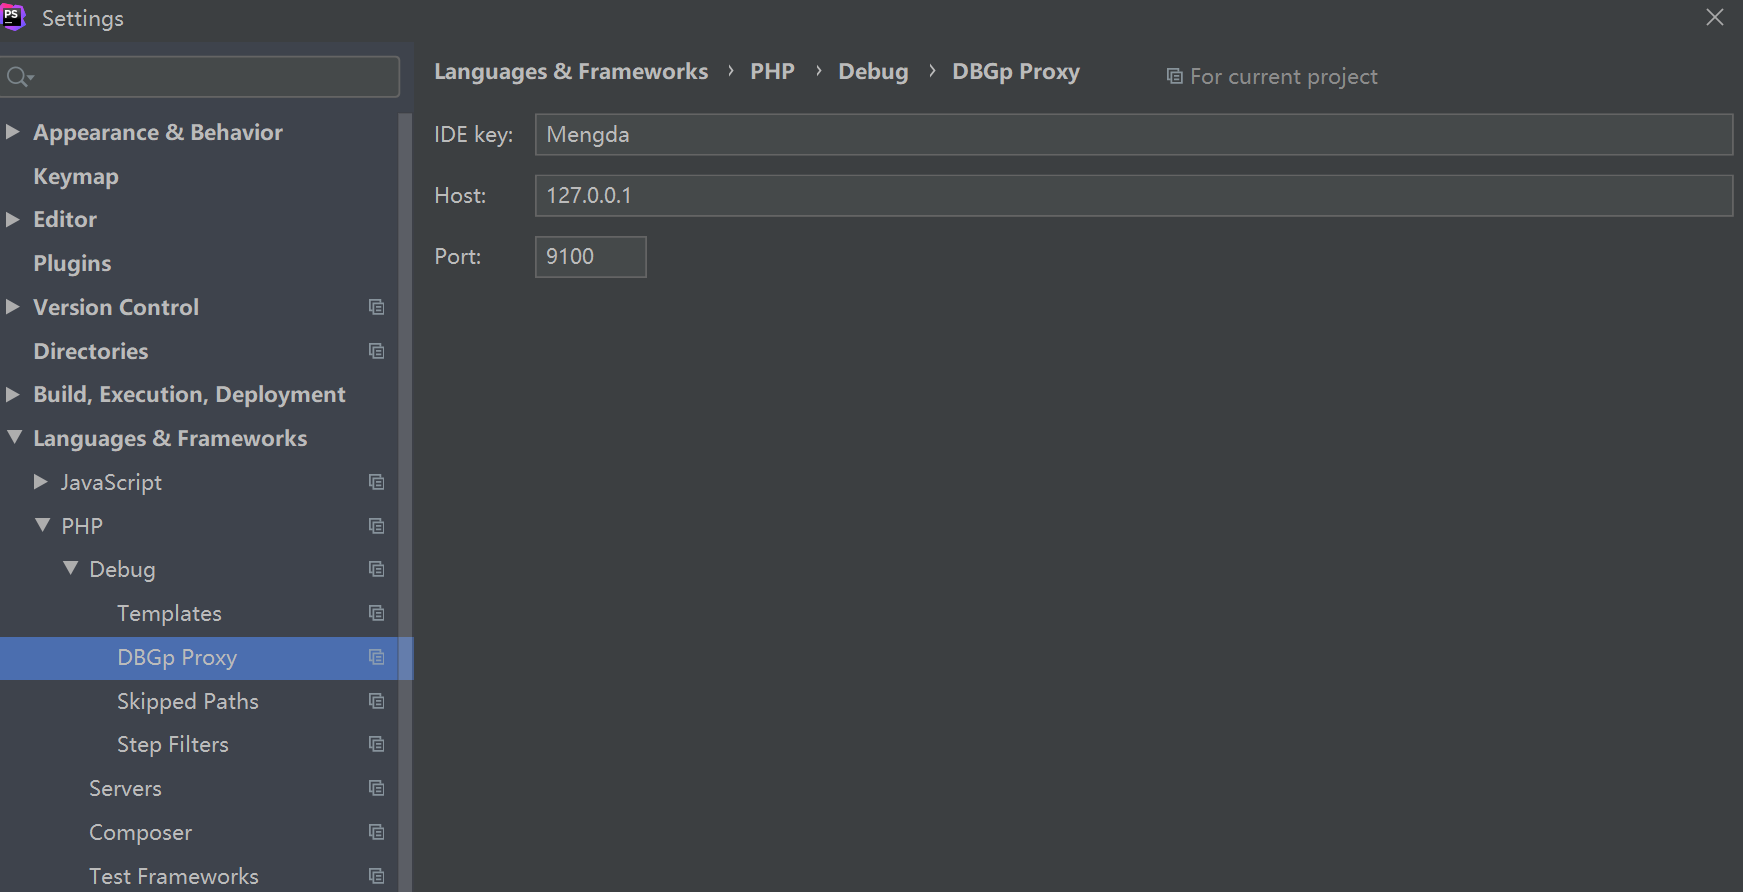 PS
Settings
Languages & Frameworks › PHP › Debug › DBGp Proxy
For current project
IDE key: Mengda
Host: 127.0.0.1
Port: 9100
Appearance & Behavior
Keymap
Editor
Plugins
Version Control
Directories
Build, Execution, Deployment
Languages & Frameworks
JavaScript
PHP
Debug
Templates
DBGp Proxy
Skipped Paths
Step Filters
Servers
Composer
Test Frameworks